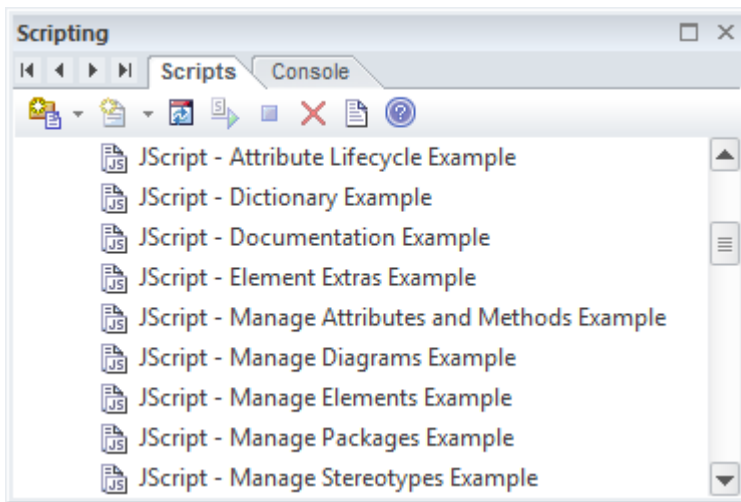 Scripting
Scripts Console
JScript - Attribute Lifecycle Example
JScript - Dictionary Example
JScript - Documentation Example
JScript - Element Extras Example
JScript - Manage Attributes and Methods Example
JScript - Manage Diagrams Example
JScript - Manage Elements Example
JScript - Manage Packages Example
JScript - Manage Stereotypes Example